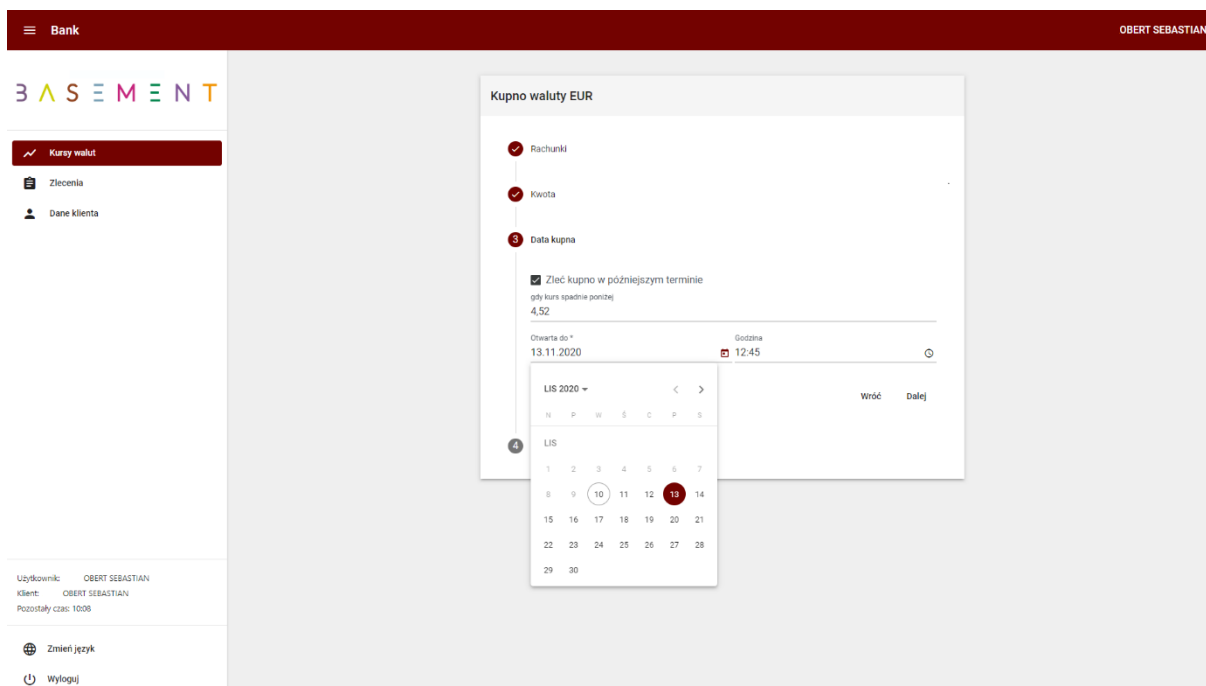 Bank
OBERT SEBASTIAN
BASEMENT
Kursy walut
Zlecenia
Dane klienta
Użytkownik: OBERT SEBASTIAN
Klient: OBERT SEBASTIAN
Pozostały czas: 10:08
Zmień język
Wyloguj
Kupno waluty EUR
Rachunki
Kwota
3 Data kupna
Zleć kupno w późniejszym terminie
gdy kurs spadnie poniżej
4,52
Otwarta do * Godzina
13.11.2020 12:45
LIS 2020
N P W Ś C P S
LIS
1 2 3 4 5 6 7
8 9 10 11 12 13 14
15 16 17 18 19 20 21
22 23 24 25 26 27 28
29 30
Wróć Dalej
4